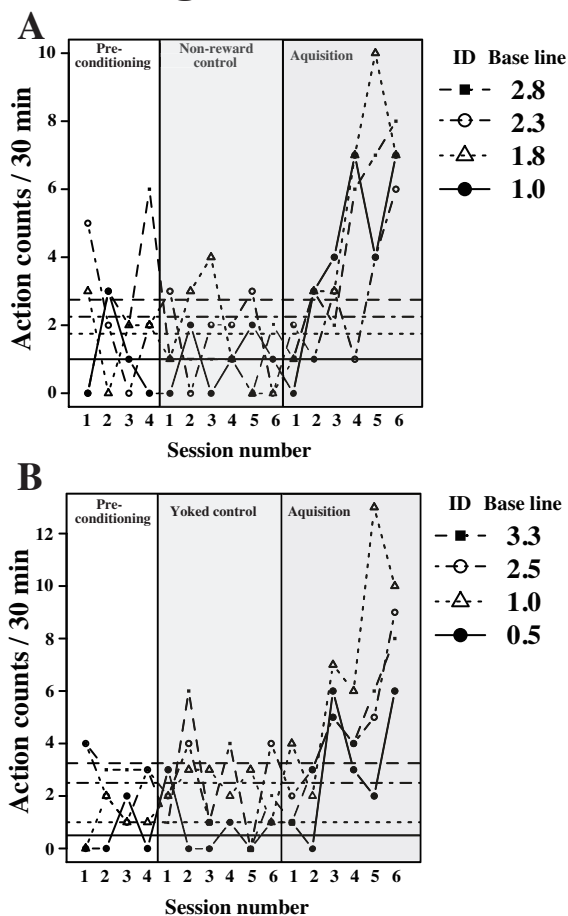 A
Pre-
conditioning
Non-reward
control
Aquisition
ID Base line
2.8
2.3
1.8
1.0
Action counts / 30 min
10
8
6
4
2
0
1 2 3 4 1 2 3 4 5 6 1 2 3 4 5 6
Session number
B
Pre-
conditioning
Yoked control
Aquisition
ID Base line
3.3
2.5
1.0
0.5
Action counts / 30 min
12
10
8
6
4
2
0
1 2 3 4 1 2 3 4 5 6 1 2 3 4 5 6
Session number